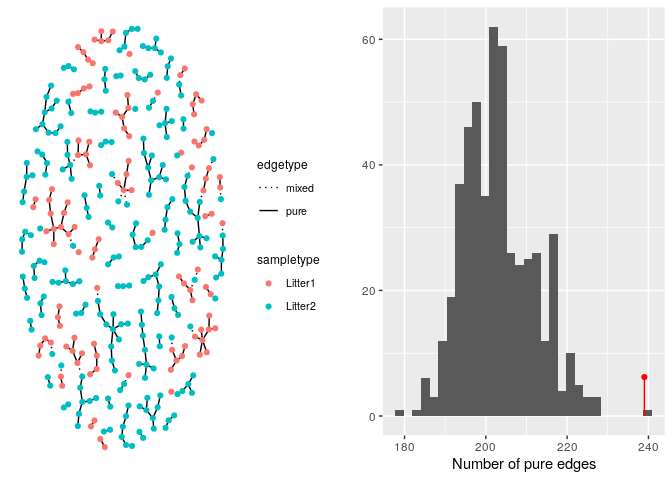 edgetype
mixed
pure
sampletype
Litter1
Litter2
60
40
20
0
180 200 220 240
Number of pure edges